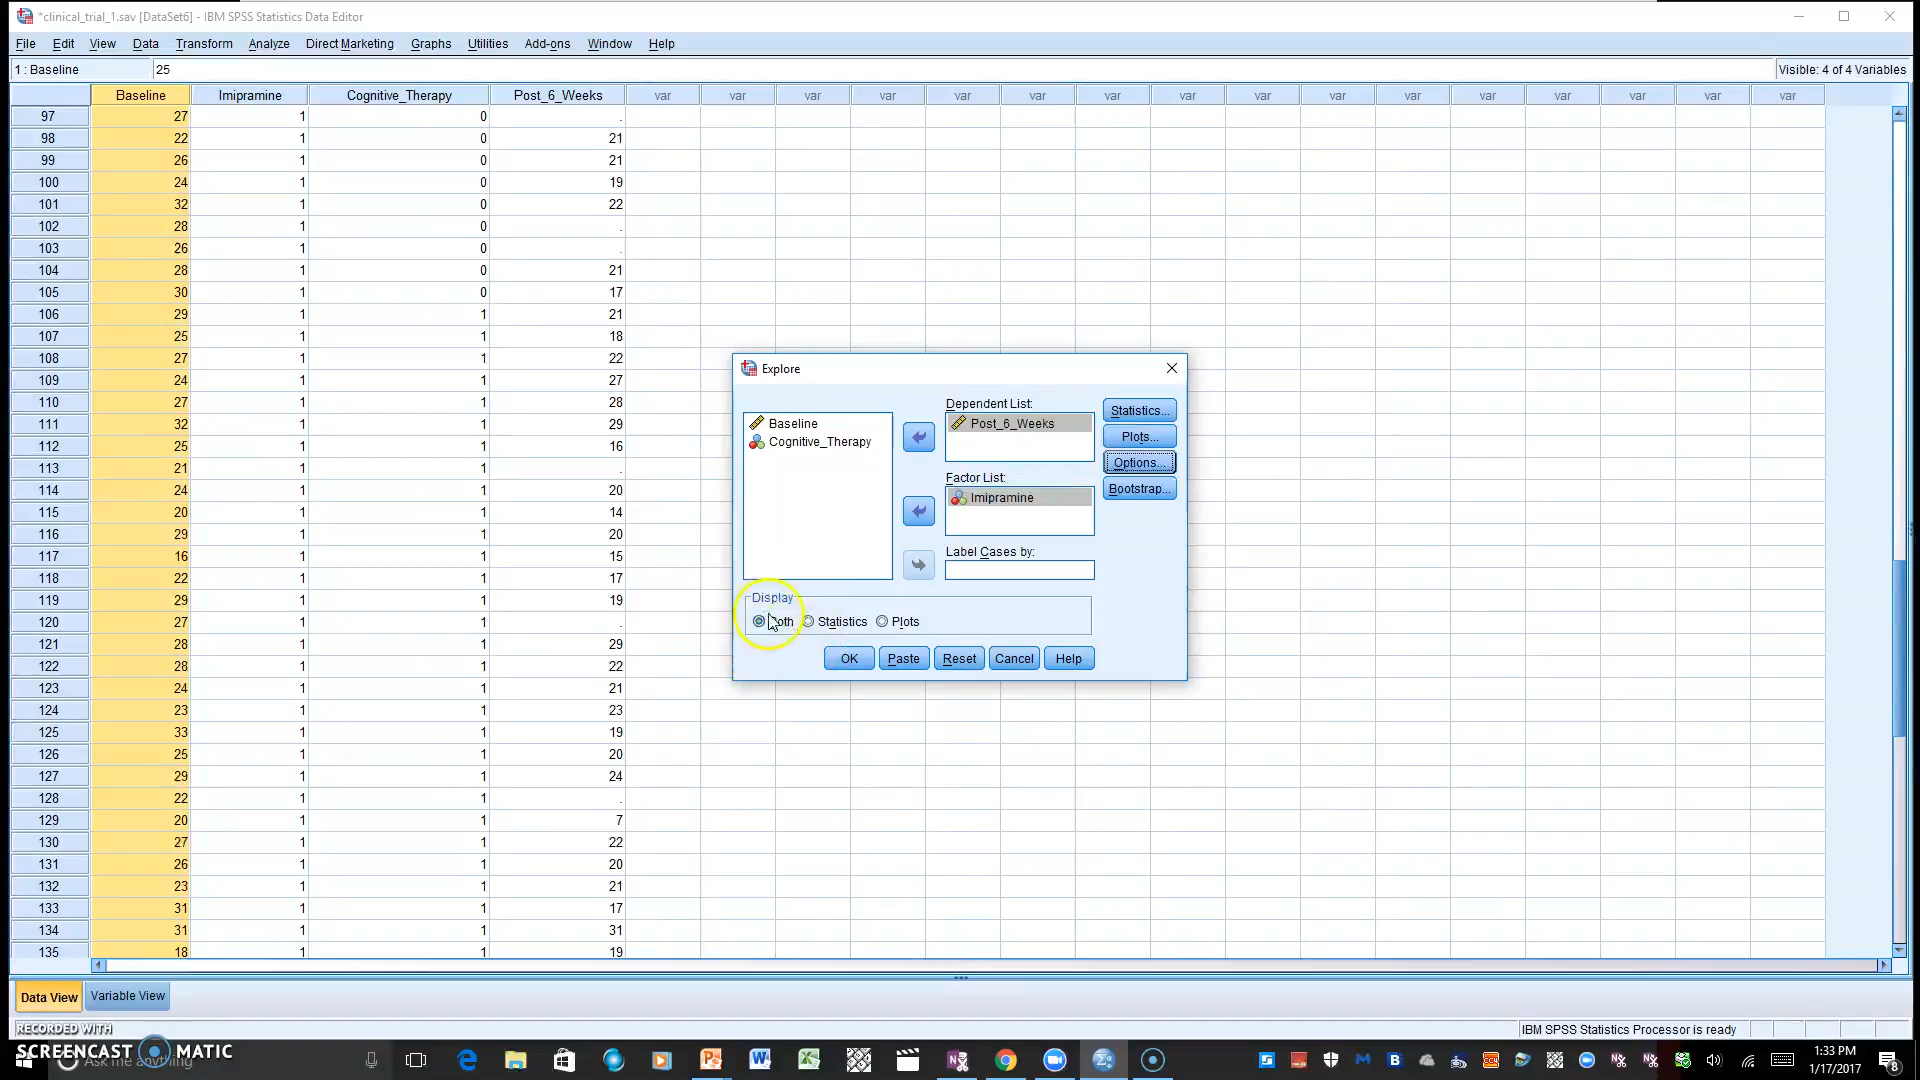 *clinical_trial_1.sav [DataSet6] - IBM SPSS Statistics Data Editor
File Edit View Data Transform Analyze Direct Marketing Graphs Utilities Add-ons Window Help
1 : Baseline 25 Visible: 4 of 4 Variables
Baseline Imipramine Cognitive_Therapy Post_6_Weeks var var var var var var var var var var var var var var var var
97 27 1 0 .
98 22 1 0 21
99 26 1 0 21
100 24 1 0 19
101 32 1 0 22
102 28 1 0 .
103 26 1 0 .
104 28 1 0 21
105 30 1 0 17
106 29 1 1 21
107 25 1 1 18
108 27 1 1 22
109 24 1 1 27
110 27 1 1 28
111 32 1 1 29
112 25 1 1 16
113 21 1 1 .
114 24 1 1 20
115 20 1 1 14
116 29 1 1 20
117 16 1 1 15
118 22 1 1 17
119 29 1 1 19
120 27 1 1 .
121 28 1 1 29
122 28 1 1 22
123 24 1 1 21
124 23 1 1 23
125 33 1 1 19
126 25 1 1 20
127 29 1 1 24
128 22 1 1 .
129 20 1 1 7
130 27 1 1 22
131 26 1 1 20
132 23 1 1 21
133 31 1 1 17
134 31 1 1 31
135 18 1 1 19
Explore
Baseline
Cognitive_Therapy
Dependent List:
Post_6_Weeks
Factor List:
Imipramine
Label Cases by:
Statistics...
Plots...
Options...
Bootstrap...
Display
Both Statistics Plots
OK Paste Reset Cancel Help
Data View Variable View
IBM SPSS Statistics Processor is ready
RECORDED WITH
SCREENCAST MATIC
Ask me anything
1:33 PM
1/17/2017
8